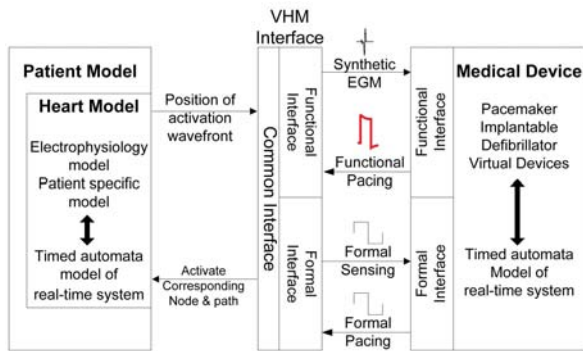 VHM
Interface
Patient Model
Heart Model
Electrophysiology
model
Patient specific
model
Timed automata
model of
real-time system
Position of
activation
wavefront
Activate
Corresponding
Node & path
Common Interface
Functional
Interface
Formal
Interface
Synthetic
EGM
Functional
Pacing
Formal
Sensing
Formal
Pacing
Functional Interface
Formal Interface
Medical Device
Pacemaker
Implantable
Defibrillator
Virtual Devices
Timed automata
Model of
real-time system